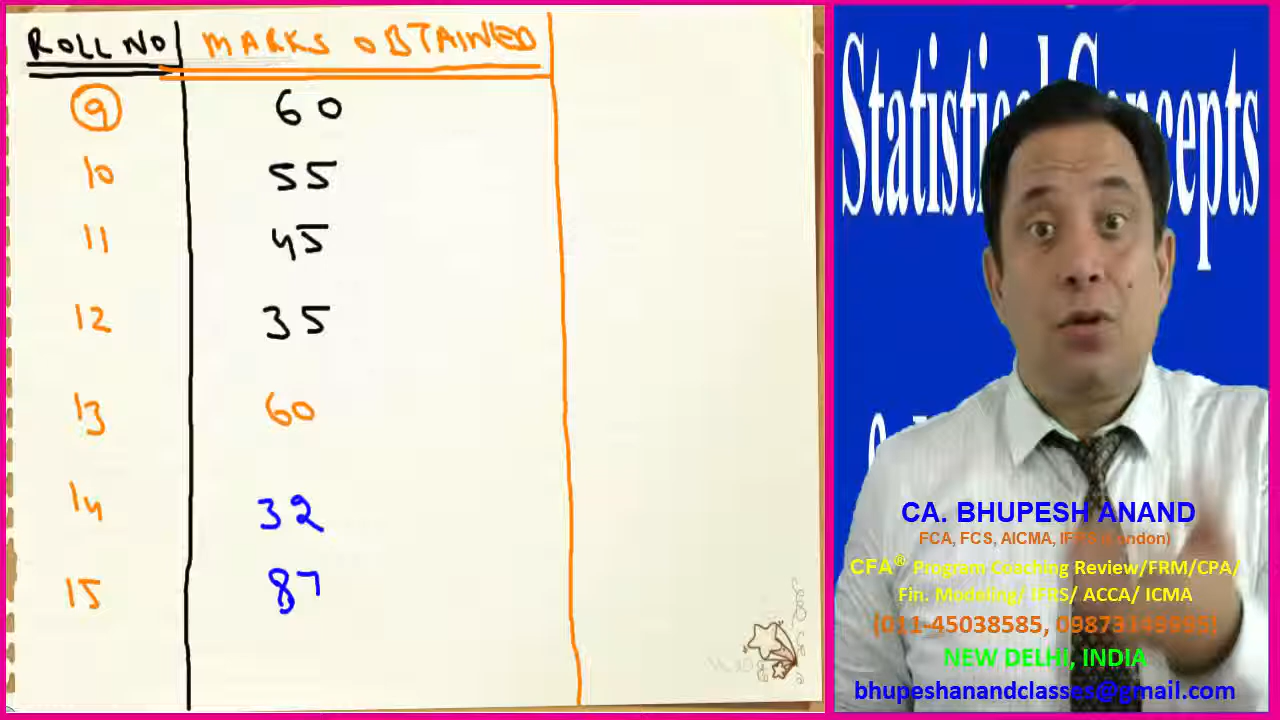 ROLL NO MARKS OBTAINED
9 60
10 55
11 45
12 35
13 60
14 32
15 87
Statistical Concepts
CA. BHUPESH ANAND
FCA, FCS, AICMA, IFRS (London)
CFA® Program Coaching Review/FRM/CPA/
Fin. Modeling/ IFRS/ ACCA/ ICMA
(011-45038585,
NEW DELHI, INDIA
bhupeshanandclasses@gmail.com